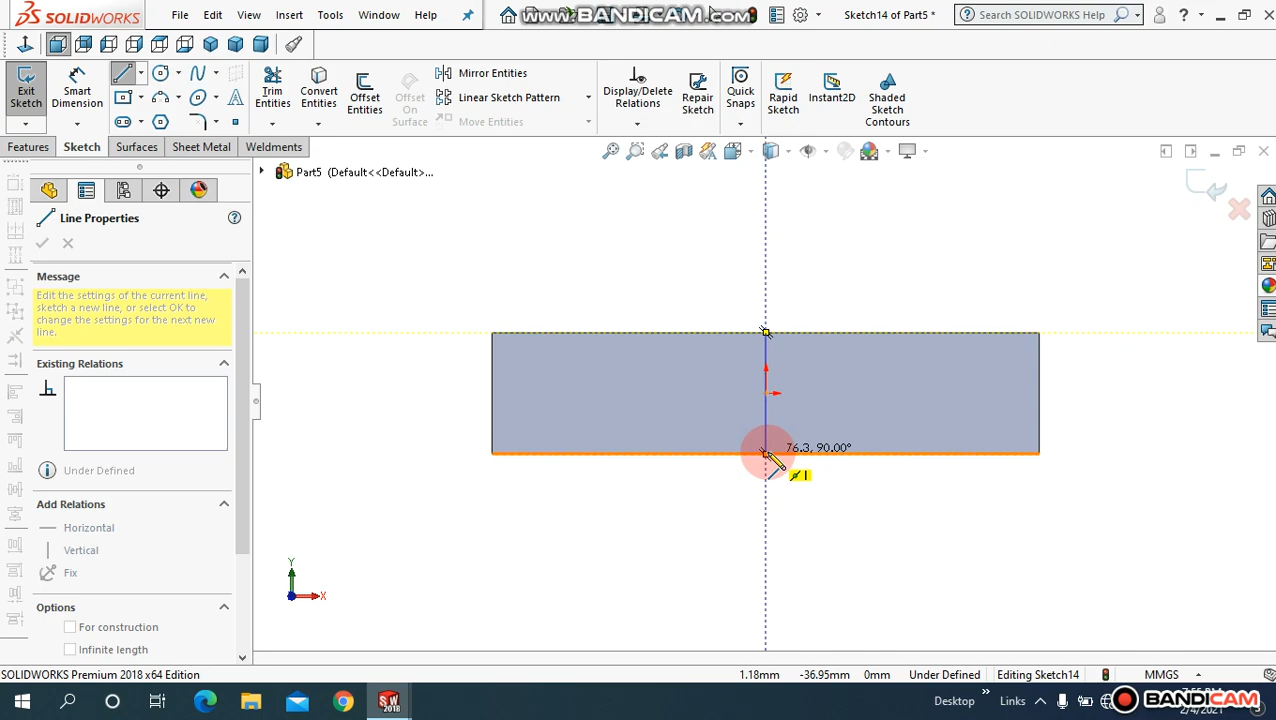 SOLIDWORKS
File
Edit
View
Insert
Tools
Window
Help
www.BANDICAM.com
Sketch14 of Part5 *
Search SOLIDWORKS Help
?
Exit Sketch
Smart Dimension
Trim Entities
Convert Entities
Offset Entities
Offset On Surface
Mirror Entities
Linear Sketch Pattern
Move Entities
Display/Delete Relations
Repair Sketch
Quick Snaps
Rapid Sketch
Instant2D
Shaded Sketch Contours
Features
Sketch
Surfaces
Sheet Metal
Weldments
Part5 (Default<<Default>...
Line Properties
Message
Edit the settings of the current line,
sketch a new line, or select OK to
change the settings for the next new
line.
Existing Relations
Under Defined
Add Relations
Horizontal
Vertical
Fix
Options
For construction
Infinite length
76.3, 90.00°
Y
X
SOLIDWORKS Premium 2018 x64 Edition
1.18mm
-36.95mm
0mm
Under Defined
Editing Sketch14
MMGS
SW
2018
Desktop
Links
2/4/2021
BANDICAM